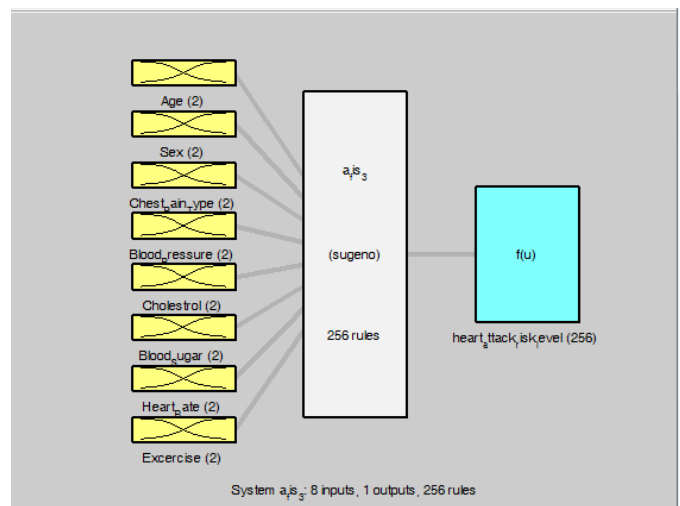 Age (2)
Sex (2)
Chest_Pain_Type (2)
Blood_Pressure (2)
Cholestrol (2)
Blood_Sugar (2)
Heart_Rate (2)
Excercise (2)
a_fis_3
(sugeno)
256 rules
f(u)
heart_attack_risk_level (256)
System a_fis_3: 8 inputs, 1 outputs, 256 rules